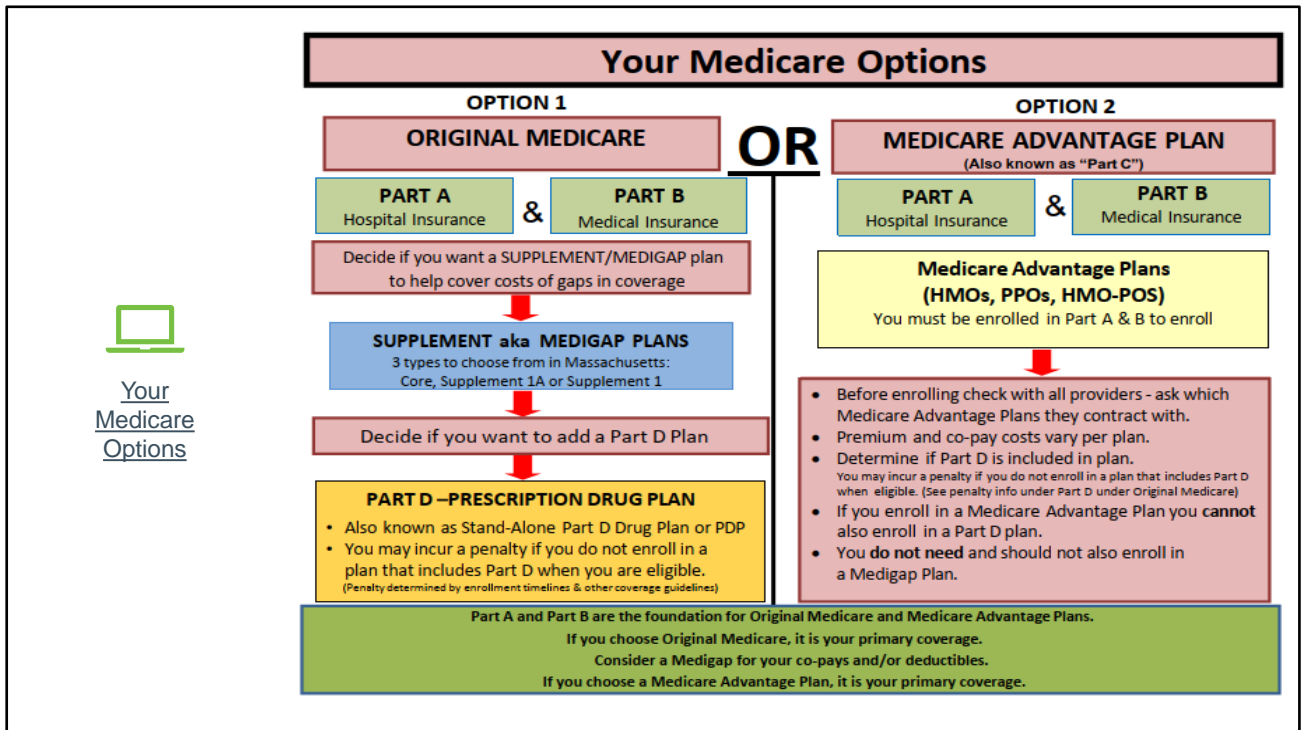 Your Medicare Options
OPTION 1
ORIGINAL MEDICARE
PART A
Hospital Insurance
&
PART B
Medical Insurance
Decide if you want a SUPPLEMENT/MEDIGAP plan
to help cover costs of gaps in coverage
SUPPLEMENT aka MEDIGAP PLANS
3 types to choose from in Massachusetts:
Core, Supplement 1A or Supplement 1
Decide if you want to add a Part D Plan
PART D –PRESCRIPTION DRUG PLAN
• Also known as Stand-Alone Part D Drug Plan or PDP
• You may incur a penalty if you do not enroll in a
plan that includes Part D when you are eligible.
(Penalty determined by enrollment timelines & other coverage guidelines)
OR
OPTION 2
MEDICARE ADVANTAGE PLAN
(Also known as “Part C”)
PART A
Hospital Insurance
&
PART B
Medical Insurance
Medicare Advantage Plans
(HMOs, PPOs, HMO-POS)
You must be enrolled in Part A & B to enroll
• Before enrolling check with all providers - ask which
Medicare Advantage Plans they contract with.
• Premium and co-pay costs vary per plan.
• Determine if Part D is included in plan.
You may incur a penalty if you do not enroll in a plan that includes Part D
when eligible. (See penalty info under Part D under Original Medicare)
• If you enroll in a Medicare Advantage Plan you cannot
also enroll in a Part D plan.
• You do not need and should not also enroll in
a Medigap Plan.
Part A and Part B are the foundation for Original Medicare and Medicare Advantage Plans.
If you choose Original Medicare, it is your primary coverage.
Consider a Medigap for your co-pays and/or deductibles.
If you choose a Medicare Advantage Plan, it is your primary coverage.
Your
Medicare
Options